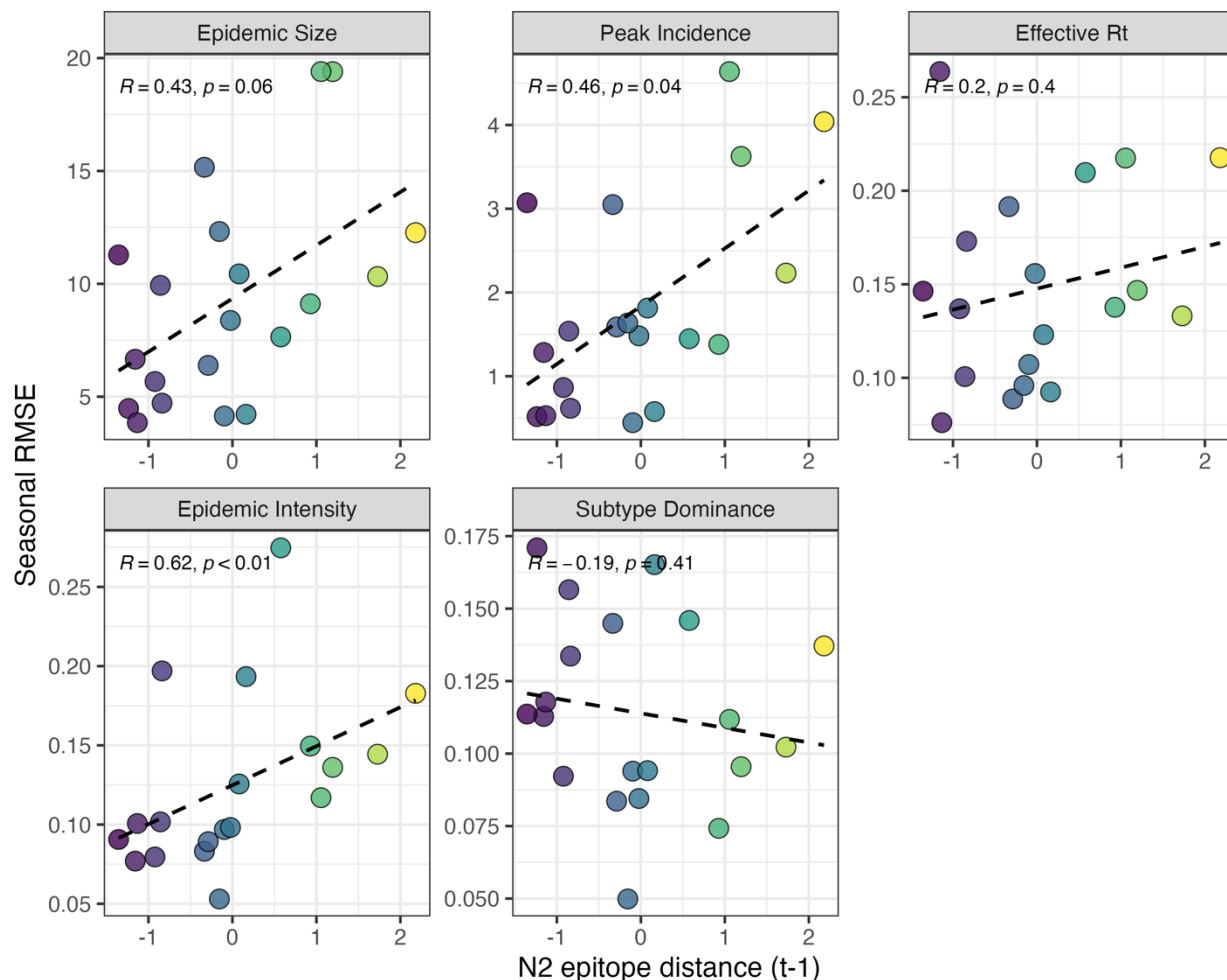 Epidemic Size
Peak Incidence
Effective Rt
R = 0.43, p = 0.06
R = 0.46, p = 0.04
R = 0.2, p = 0.4
20
15
10
5
4
3
2
1
0.25
0.20
0.15
0.10
-1 0 1 2
-1 0 1 2
-1 0 1 2
Seasonal RMSE
Epidemic Intensity
Subtype Dominance
R = 0.62, p < 0.01
R = −0.19, p = 0.41
0.25
0.20
0.15
0.10
0.05
0.175
0.150
0.125
0.100
0.075
0.050
-1 0 1 2
-1 0 1 2
N2 epitope distance (t-1)